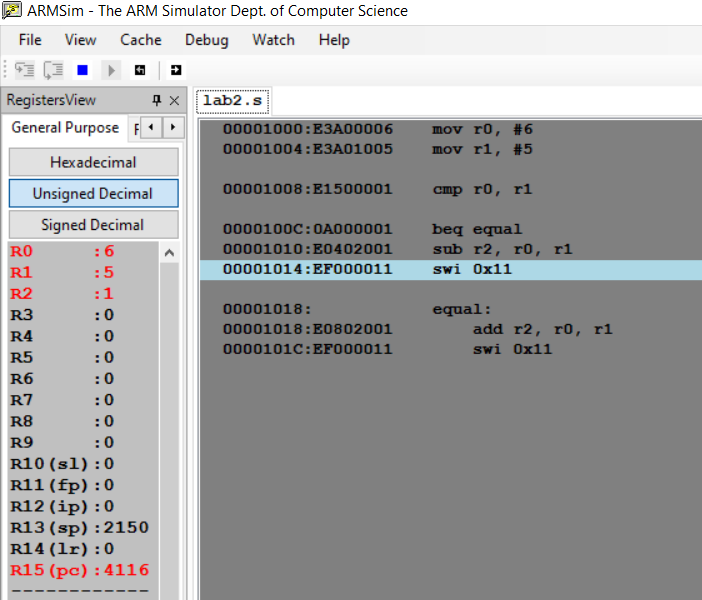 ARMSim - The ARM Simulator Dept. of Computer Science
File View Cache Debug Watch Help
RegistersView
General Purpose
Hexadecimal
Unsigned Decimal
Signed Decimal
R0 :6
R1 :5
R2 :1
R3 :0
R4 :0
R5 :0
R6 :0
R7 :0
R8 :0
R9 :0
R10(sl):0
R11(fp):0
R12(ip):0
R13(sp):2150
R14(lr):0
R15(pc):4116
-------------
lab2.s
00001000:E3A00006 mov r0, #6
00001004:E3A01005 mov r1, #5
00001008:E1500001 cmp r0, r1
0000100C:0A000001 beq equal
00001010:E0402001 sub r2, r0, r1
00001014:EF000011 swi 0x11
00001018: equal:
00001018:E0802001 add r2, r0, r1
0000101C:EF000011 swi 0x11